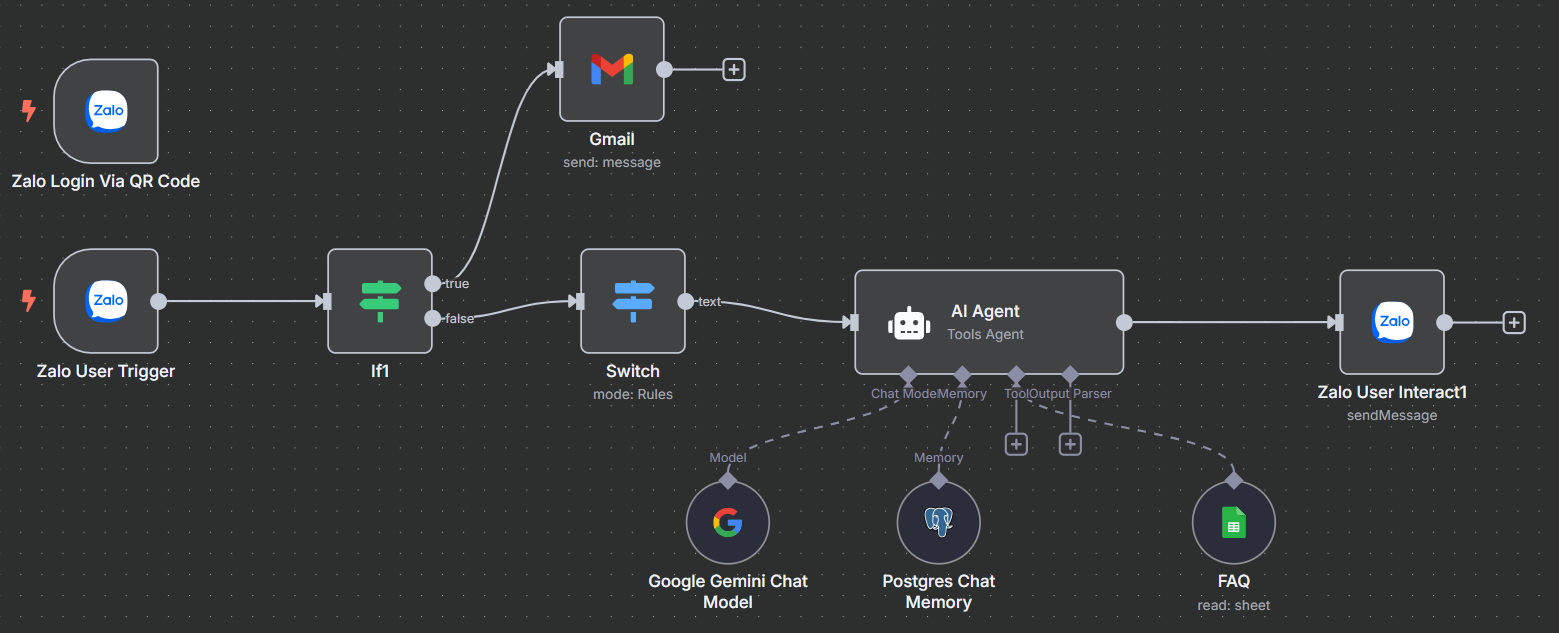 Zalo
Zalo Login Via QR Code
Gmail
send: message
Zalo
Zalo User Trigger
true
false
If1
text
Switch
mode: Rules
AI Agent
Tools Agent
Chat ModelMemory
ToolOutput Parser
Zalo
Zalo User Interact1
sendMessage
Model
Memory
Google Gemini Chat
Model
Postgres Chat
Memory
FAQ
read: sheet